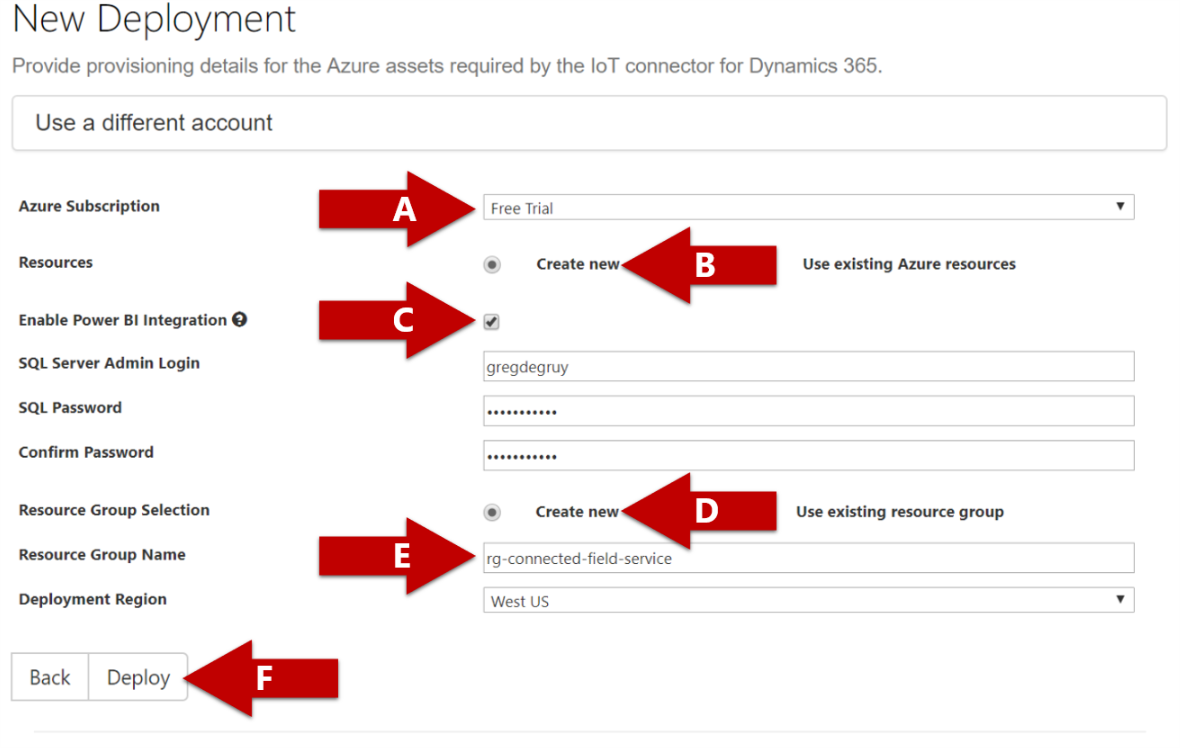 New Deployment
Provide provisioning details for the Azure assets required by the IoT connector for Dynamics 365.
Use a different account
Azure Subscription A Free Trial
Resources Create new B Use existing Azure resources
Enable Power BI Integration ? C
SQL Server Admin Login gregdegruy
SQL Password •••••••••••
Confirm Password •••••••••••
Resource Group Selection Create new D Use existing resource group
Resource Group Name E rg-connected-field-service
Deployment Region West US
Back Deploy F